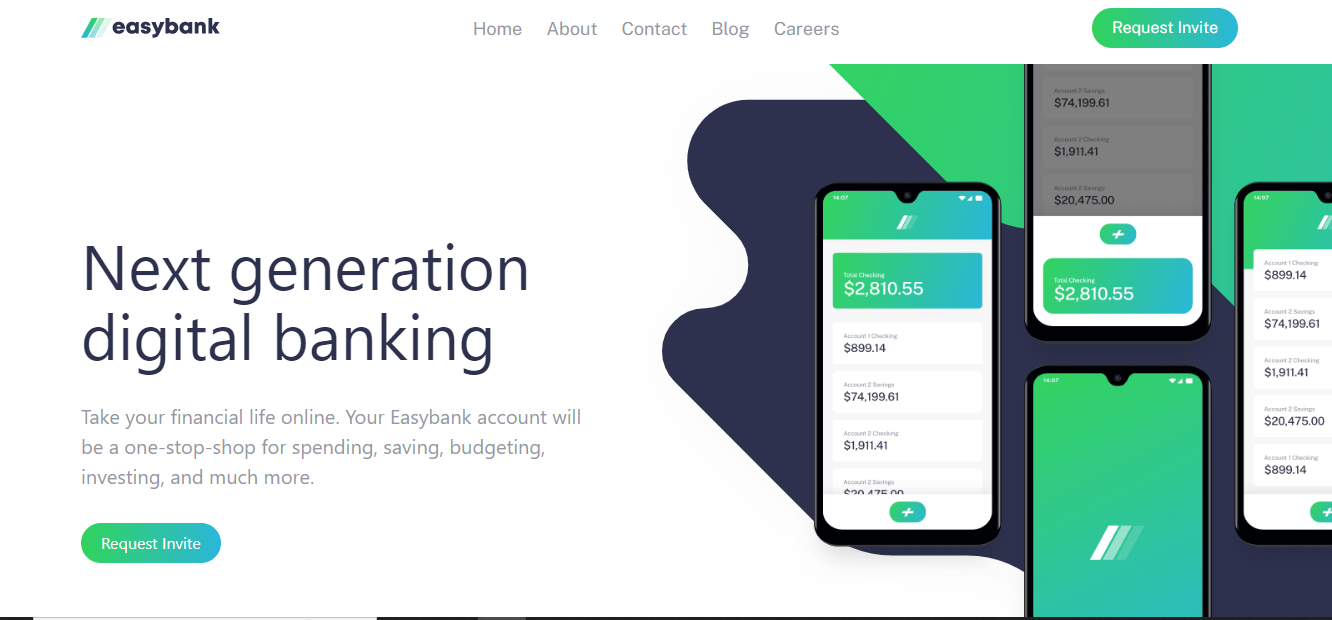 easybank
Home About Contact Blog Careers
Request Invite
Next generation
digital banking
Take your financial life online. Your Easybank account will
be a one-stop-shop for spending, saving, budgeting,
investing, and much more.
Request Invite
14:07
Total Checking
$2,810.55
Account 1 Checking
$899.14
Account 2 Savings
$74,199.61
Account 2 Checking
$1,911.41
Account 2 Savings
$20,475.00
Account 2 Savings
$74,199.61
Account 2 Checking
$1,911.41
Account 2 Savings
$20,475.00
Total Checking
$2,810.55
14:07
14:07
Account 1 Checking
$899.14
Account 2 Savings
$74,199.61
Account 2 Checking
$1,911.41
Account 2 Savings
$20,475.00
Account 1 Checking
$899.14